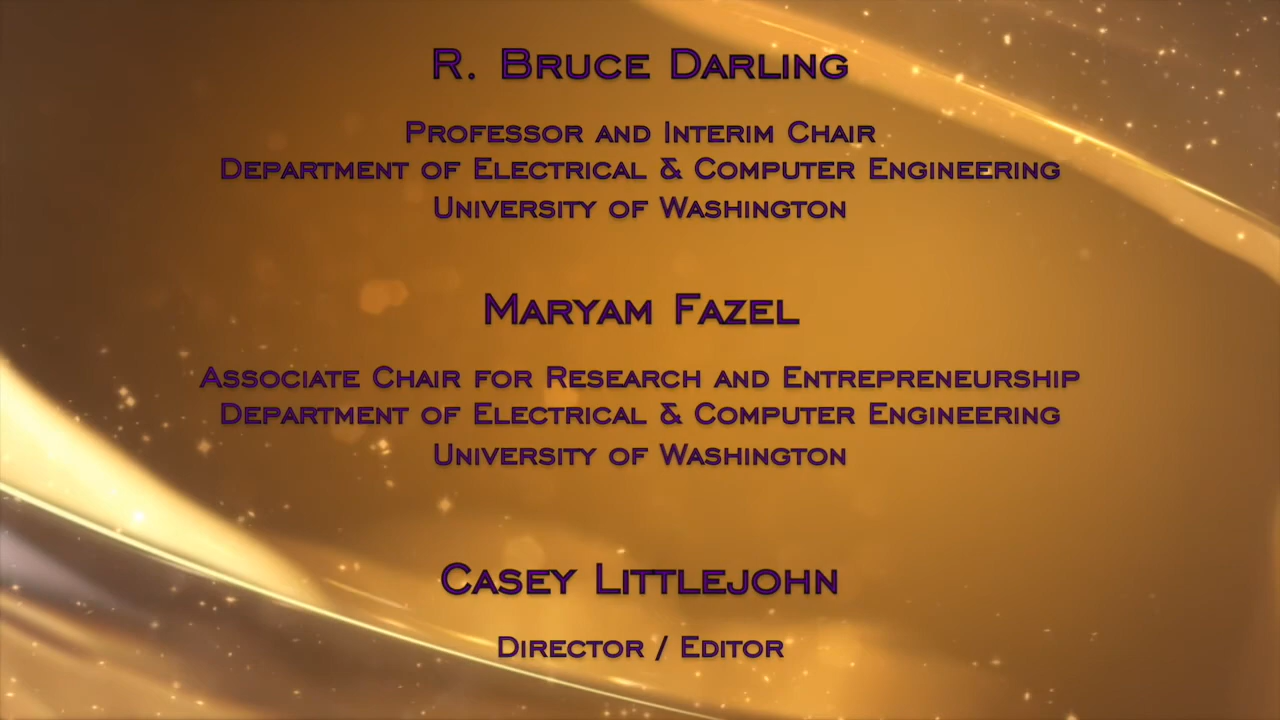 R. Bruce Darling
Professor and Interim Chair
Department of Electrical & Computer Engineering
University of Washington
Maryam Fazel
Associate Chair for Research and Entrepreneurship
Department of Electrical & Computer Engineering
University of Washington
Casey Littlejohn
Director / Editor